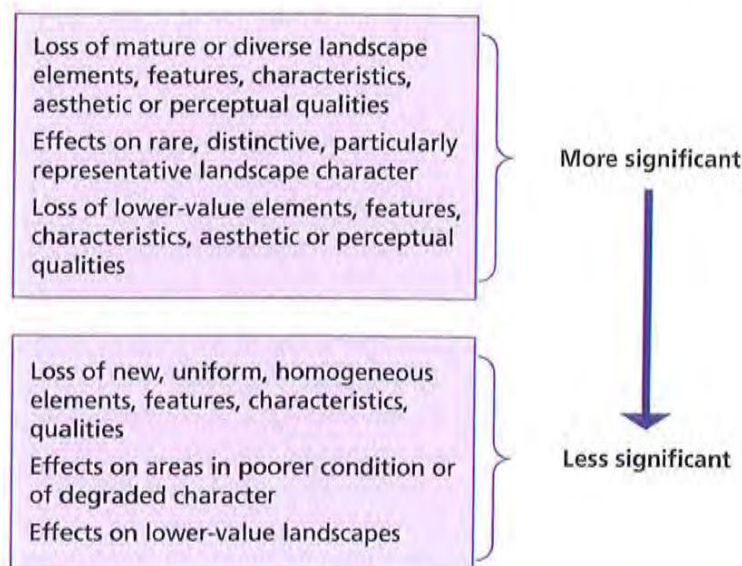 Loss of mature or diverse landscape
elements, features, characteristics,
aesthetic or perceptual qualities
Effects on rare, distinctive, particularly
representative landscape character
Loss of lower-value elements, features,
characteristics, aesthetic or perceptual
qualities
More significant
Loss of new, uniform, homogeneous
elements, features, characteristics,
qualities
Effects on areas in poorer condition or
of degraded character
Effects on lower-value landscapes
Less significant